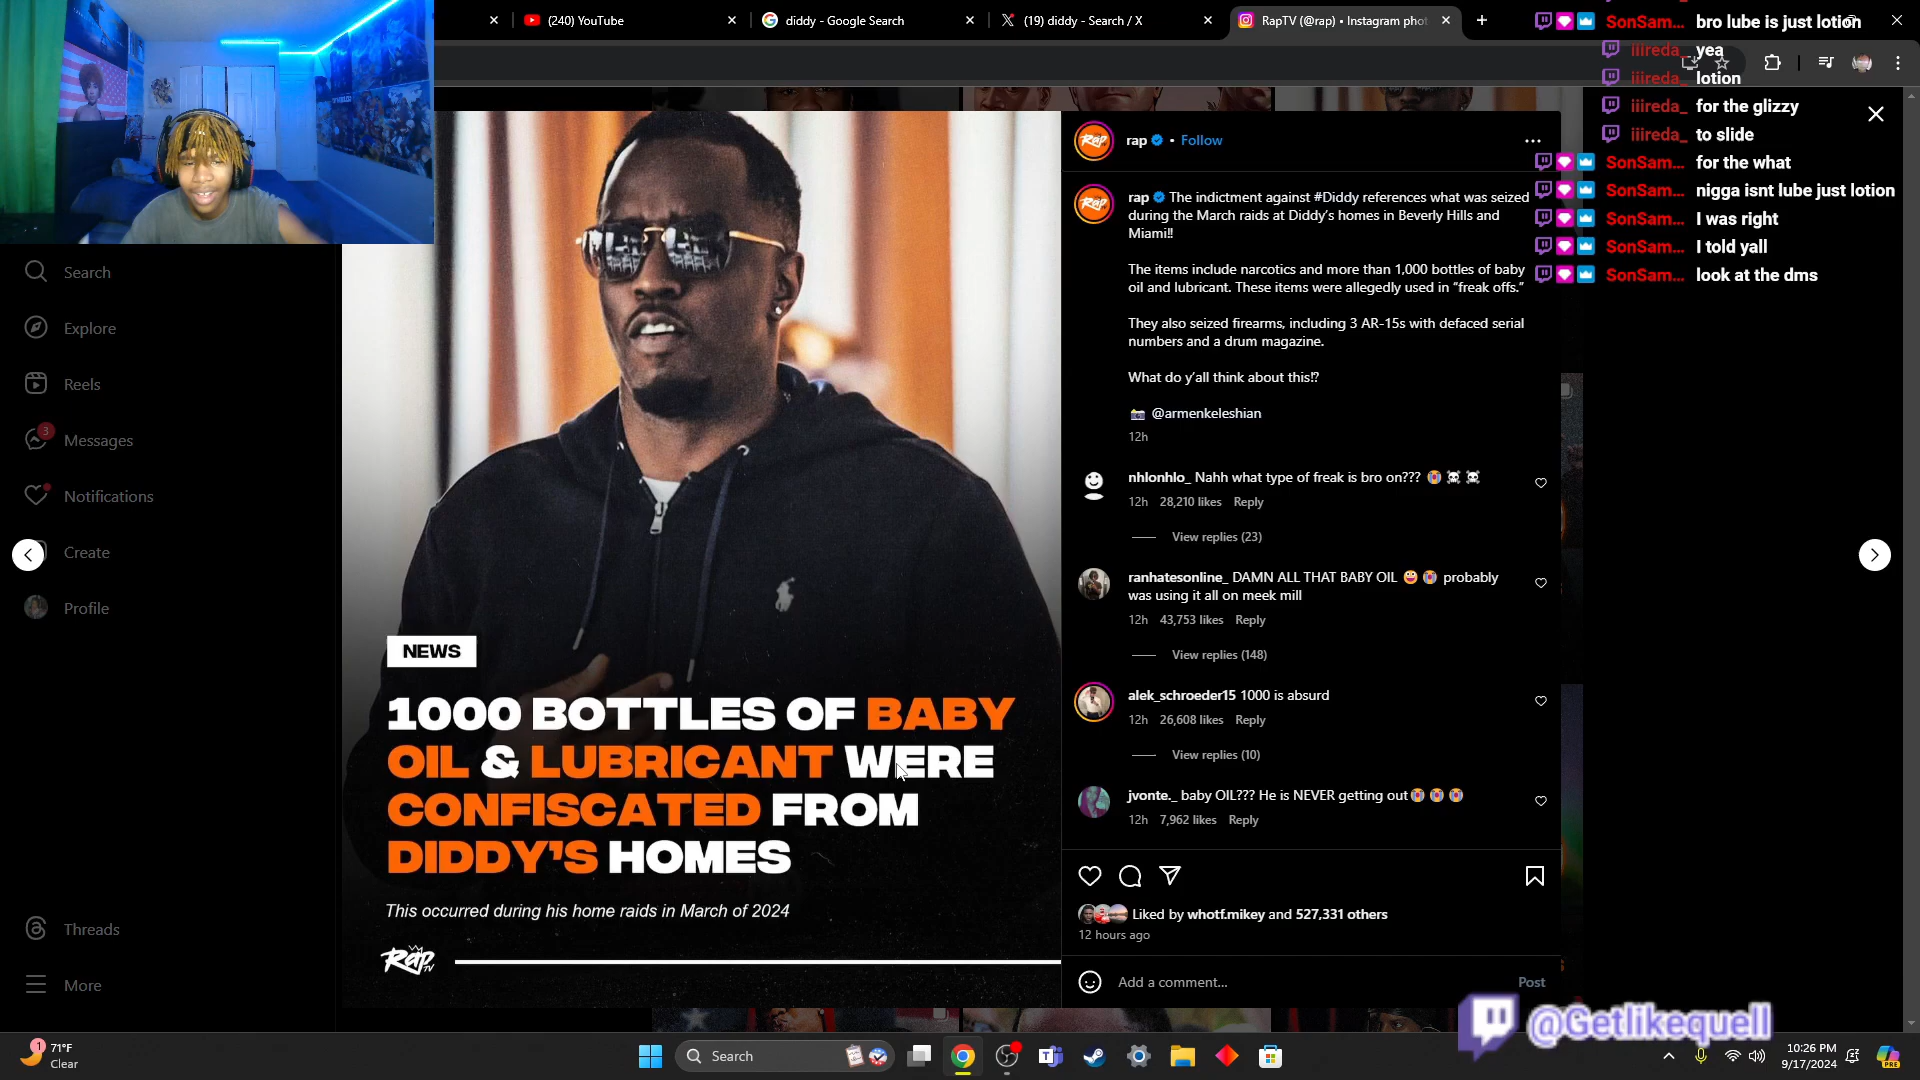 (240) YouTube
diddy - Google Search
(19) diddy - Search / X
RapTV (@rap) • Instagram phot
SonSam... bro lube is just lotion
iiireda_ yea
iiireda_ lotion
iiireda_ for the glizzy
iiireda_ to slide
SonSam... for the what
SonSam... nigga isnt lube just lotion
SonSam... I was right
SonSam... I told yall
SonSam... look at the dms
Search
Explore
Reels
3
Messages
Notifications
Create
Profile
Threads
More
NEWS
1000 BOTTLES OF BABY
OIL & LUBRICANT WERE
CONFISCATED FROM
DIDDY'S HOMES
This occurred during his home raids in March of 2024
Rap TV
rap • Follow
rap The indictment against #Diddy references what was seized
during the March raids at Diddy's homes in Beverly Hills and
Miami!!
The items include narcotics and more than 1,000 bottles of baby
oil and lubricant. These items were allegedly used in "freak offs."
They also seized firearms, including 3 AR-15s with defaced serial
numbers and a drum magazine.
What do y'all think about this!?
📷 @armenkeleshian
12h
nhlonhlo_ Nahh what type of freak is bro on??? 😭☠️☠️
12h 28,210 likes Reply
View replies (23)
ranhatesonline_ DAMN ALL THAT BABY OIL 😀😭 probably
was using it all on meek mill
12h 43,753 likes Reply
View replies (148)
alek_schroeder15 1000 is absurd
12h 26,608 likes Reply
View replies (10)
jvonte._ baby OIL??? He is NEVER getting out😭😭😭
12h 7,962 likes Reply
Liked by whotf.mikey and 527,331 others
12 hours ago
Add a comment...
Post
@Getlikequell
1
71°F
Clear
Search
10:26 PM
9/17/2024
PRE